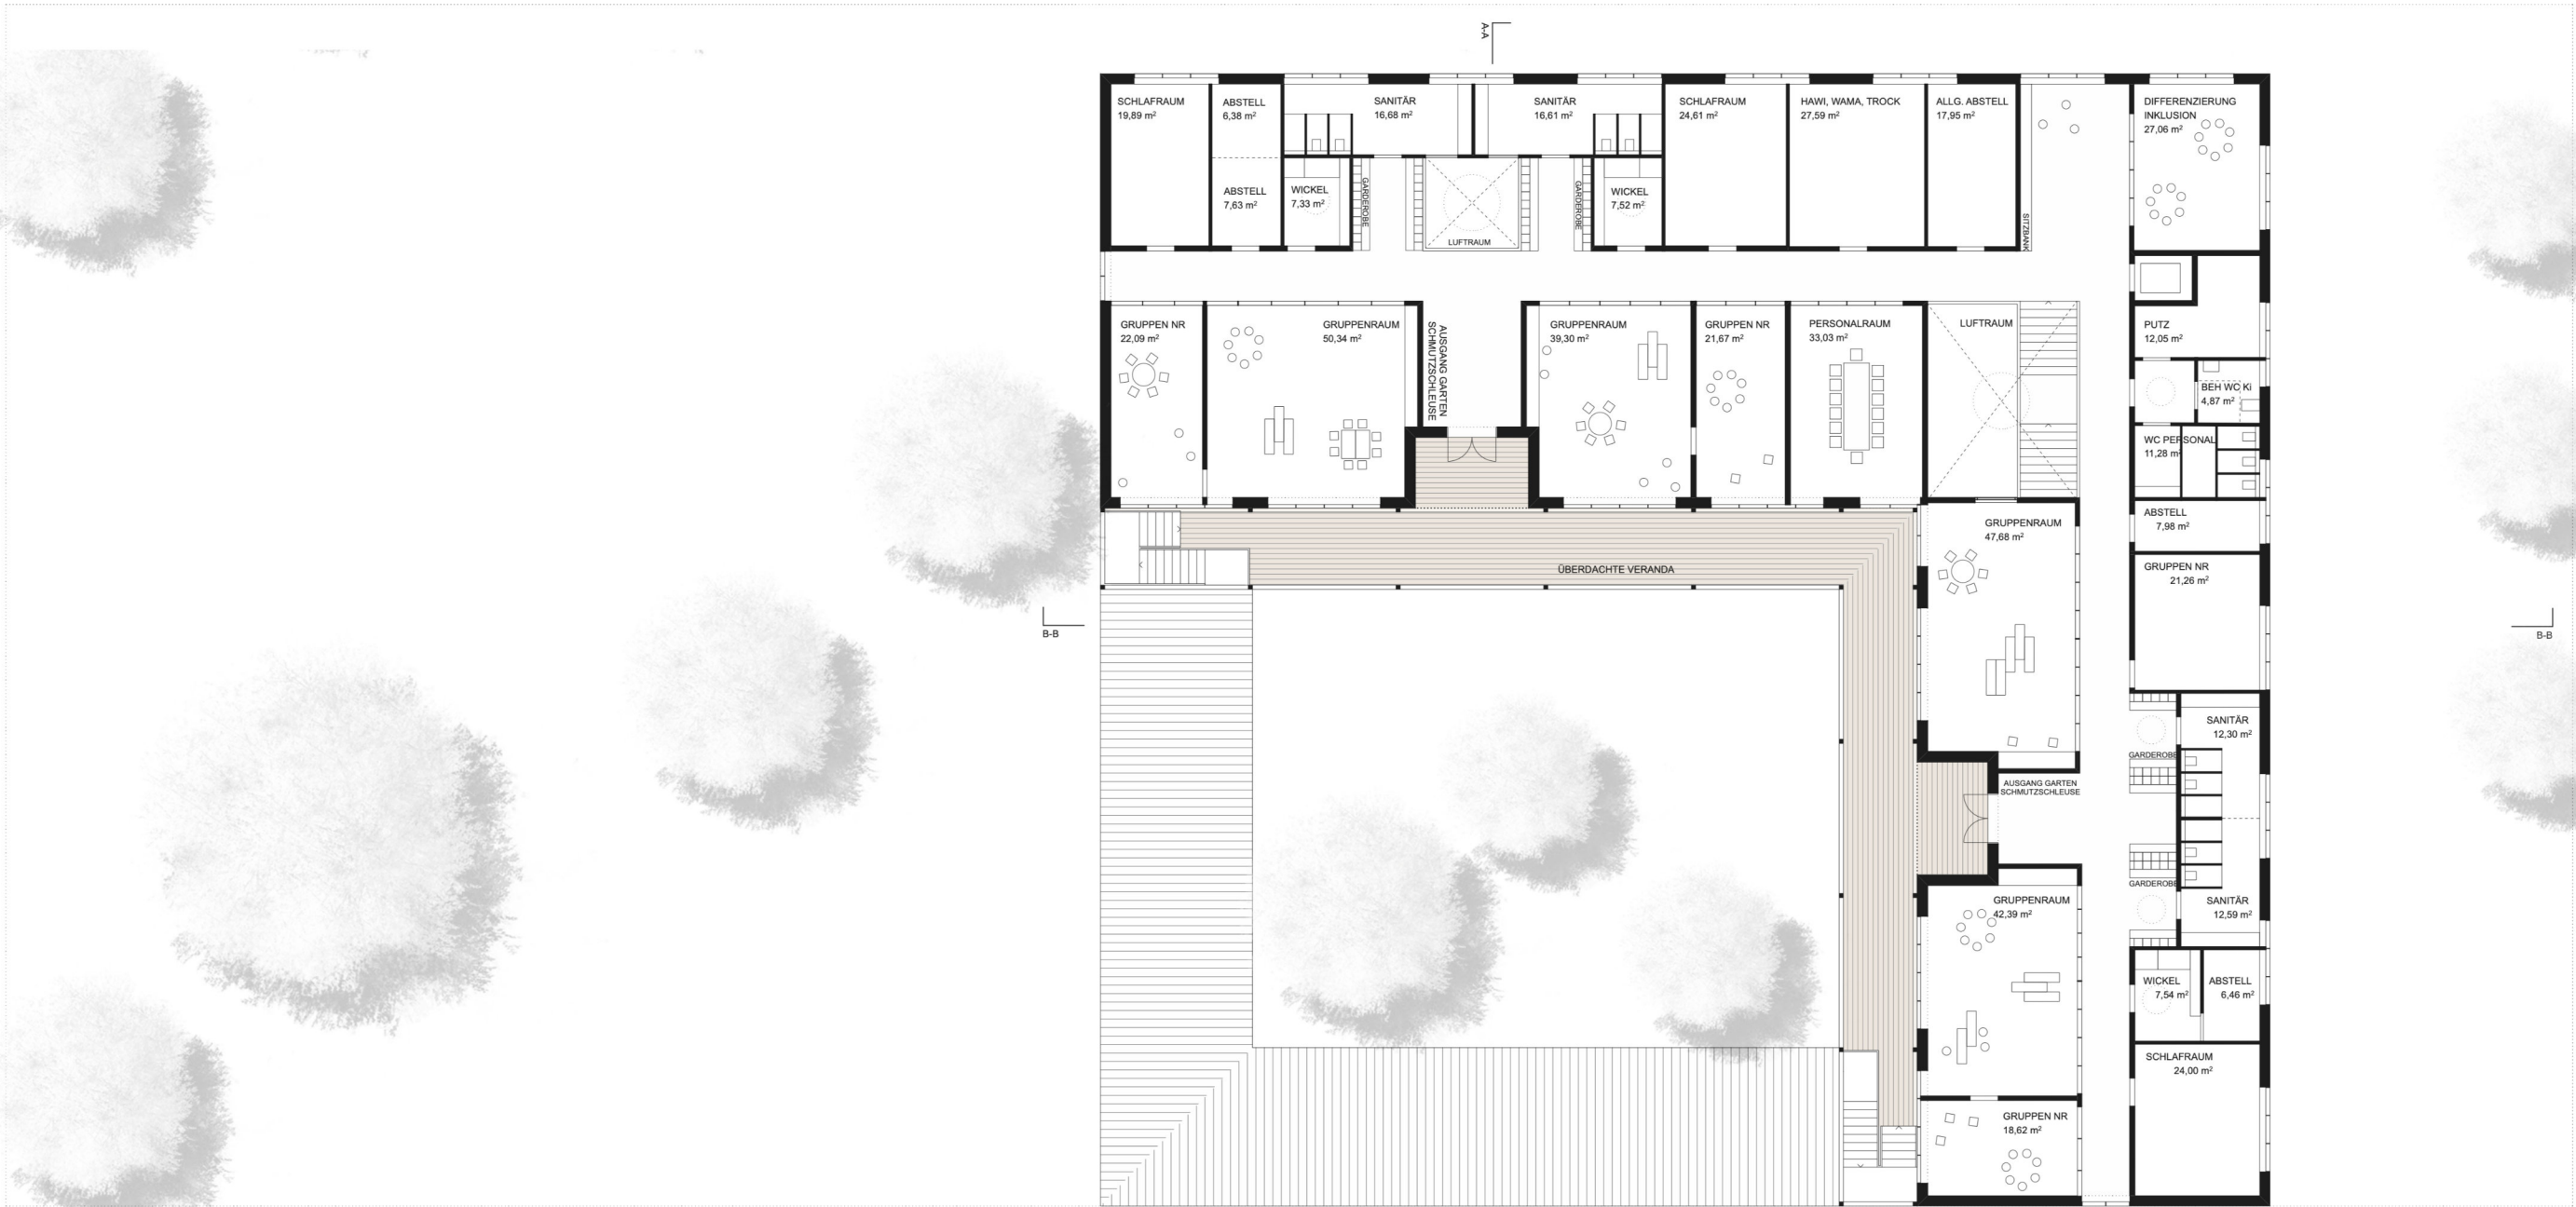 A-A
SCHLAFRAUM
19,89 m²
ABSTELL
6,38 m²
SANITÄR
16,68 m²
SANITÄR
16,61 m²
SCHLAFRAUM
24,61 m²
HAWI, WAMA, TROCK
27,59 m²
ALLG. ABSTELL
17,95 m²
DIFFERENZIERUNG
INKLUSION
27,06 m²
ABSTELL
7,63 m²
WICKEL
7,33 m²
GARDEROBE
LUFTRAUM
GARDEROBE
WICKEL
7,52 m²
SITZBANK
GRUPPEN NR
22,09 m²
GRUPPENRAUM
50,34 m²
AUSGANG GARTEN
SCHMUTZSCHLEUSE
GRUPPENRAUM
39,30 m²
GRUPPEN NR
21,67 m²
PERSONALRAUM
33,03 m²
LUFTRAUM
PUTZ
12,05 m²
BEH WC Ki
4,87 m²
WC PERSONAL
11,28 m²
ABSTELL
7,98 m²
GRUPPENRAUM
47,68 m²
ÜBERDACHTE VERANDA
GRUPPEN NR
21,26 m²
B-B
B-B
SANITÄR
12,30 m²
GARDEROBE
AUSGANG GARTEN
SCHMUTZSCHLEUSE
GARDEROBE
GRUPPENRAUM
42,39 m²
SANITÄR
12,59 m²
WICKEL
7,54 m²
ABSTELL
6,46 m²
SCHLAFRAUM
24,00 m²
GRUPPEN NR
18,62 m²